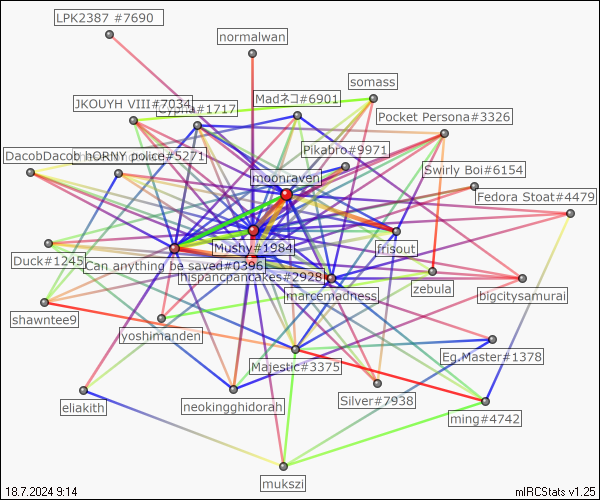 LPK2387 #7690
normalwan
somass
Madネコ#6901
JKOUYH VIII#7034
#1717
Pocket Persona#3326
Pikabro#9971
DacobDacob
hORNY police#5271
Swirly Boi#6154
moonraven
Fedora Stoat#4479
Mushy#1984
frisout
Duck#1245
Can anything be saved#0396
hispanicpancakes#2928
marcemadness
zebula
bigcitysamurai
shawntee9
yoshimanden
Eg.Master#1378
Majestic#3375
eliakith
neokingghidorah
Silver#7938
ming#4742
mukszi
18.7.2024 9:14
mIRCStats v1.25